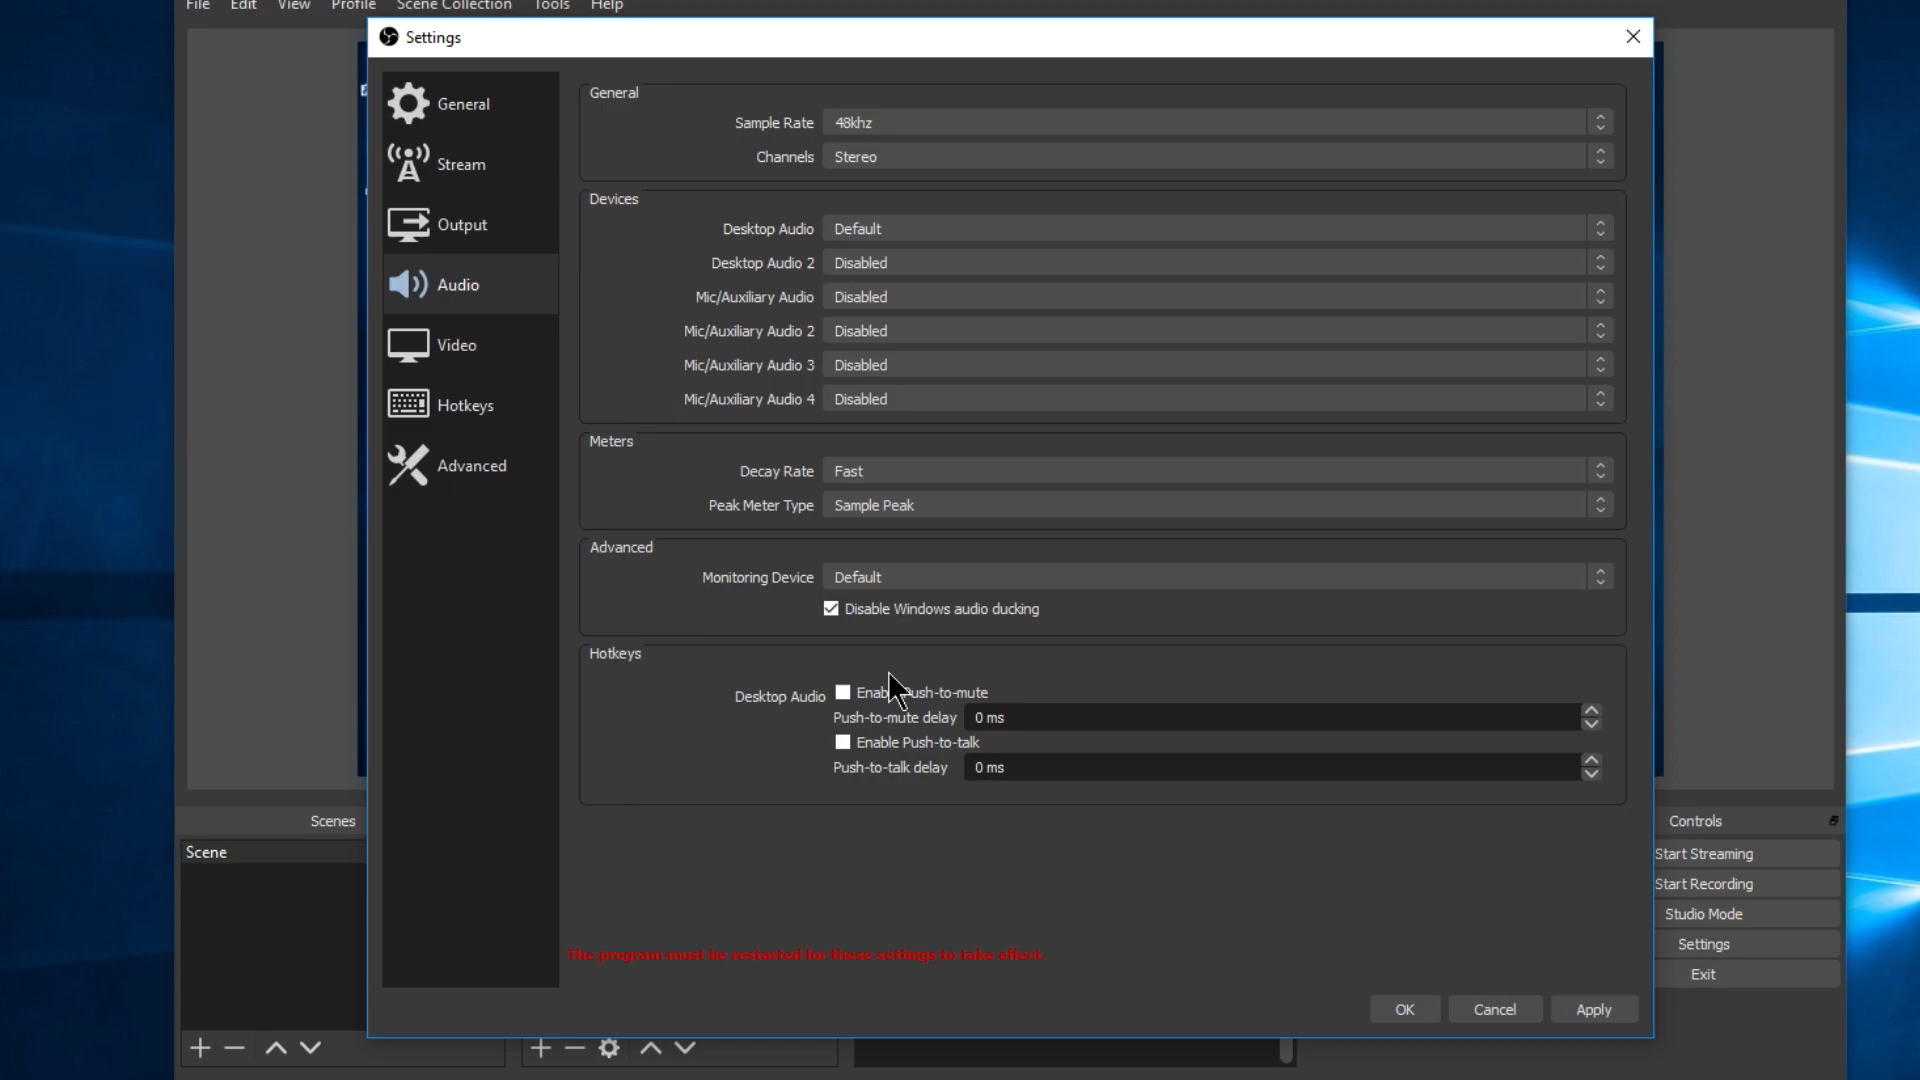 File Edit View Profile Scene Collection Tools Help
Settings
General
Stream
Output
Audio
Video
Hotkeys
Advanced
General
Sample Rate 48khz
Channels Stereo
Devices
Desktop Audio Default
Desktop Audio 2 Disabled
Mic/Auxiliary Audio Disabled
Mic/Auxiliary Audio 2 Disabled
Mic/Auxiliary Audio 3 Disabled
Mic/Auxiliary Audio 4 Disabled
Meters
Decay Rate Fast
Peak Meter Type Sample Peak
Advanced
Monitoring Device Default
Disable Windows audio ducking
Hotkeys
Desktop Audio Enable Push-to-mute
Push-to-mute delay 0 ms
Enable Push-to-talk
Push-to-talk delay 0 ms
The program must be restarted for these settings to take effect.
OK Cancel Apply
Scenes
Scene
Controls
Start Streaming
Start Recording
Studio Mode
Settings
Exit